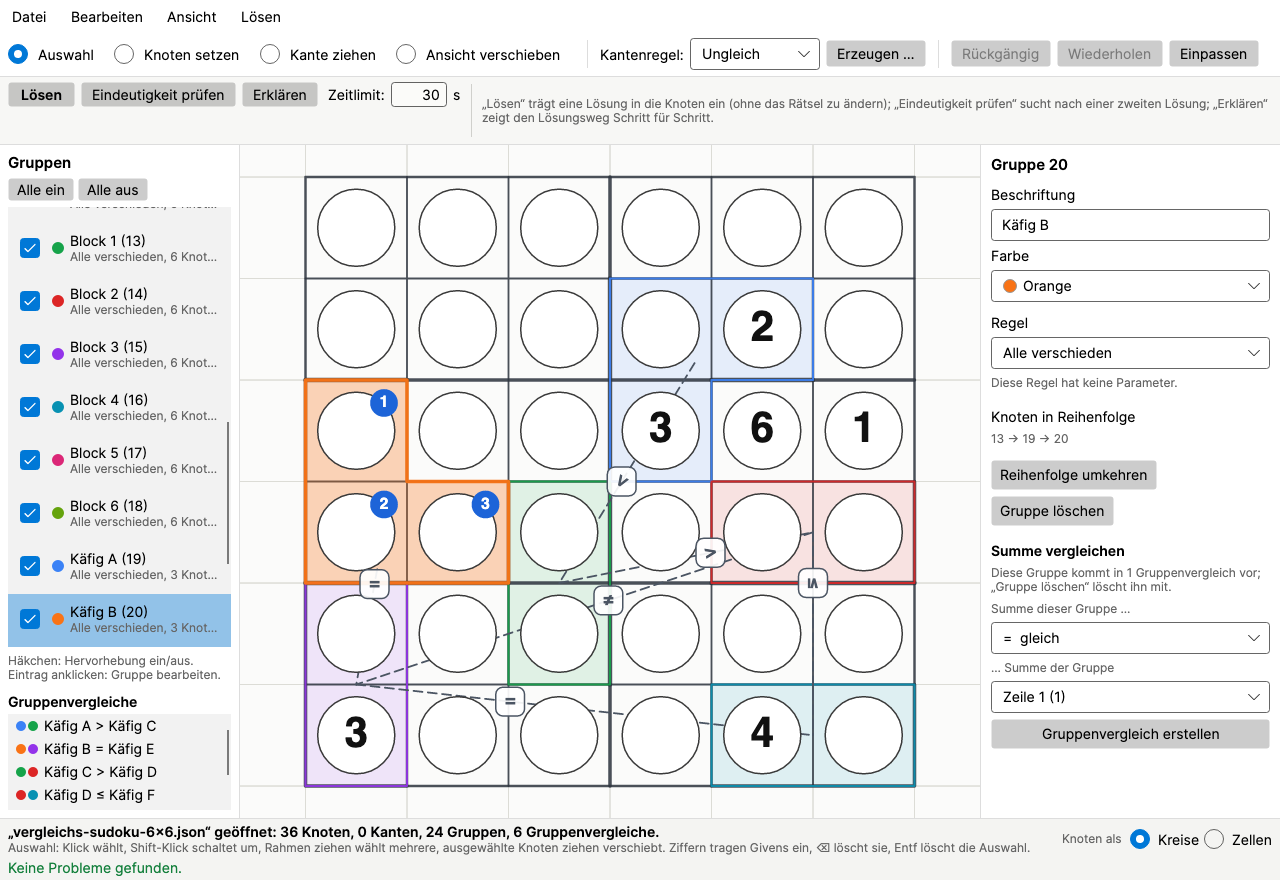 Datei Bearbeiten Ansicht Lösen
Auswahl Knoten setzen Kante ziehen Ansicht verschieben Kantenregel: Ungleich Erzeugen ... Rückgängig Wiederholen Einpassen
Lösen Eindeutigkeit prüfen Erklären Zeitlimit: 30 s
„Lösen“ trägt eine Lösung in die Knoten ein (ohne das Rätsel zu ändern); „Eindeutigkeit prüfen“ sucht nach einer zweiten Lösung; „Erklären“
zeigt den Lösungsweg Schritt für Schritt.
Gruppen
Alle ein Alle aus
Block 1 (13)
Alle verschieden, 6 Knot...
Block 2 (14)
Alle verschieden, 6 Knot...
Block 3 (15)
Alle verschieden, 6 Knot...
Block 4 (16)
Alle verschieden, 6 Knot...
Block 5 (17)
Alle verschieden, 6 Knot...
Block 6 (18)
Alle verschieden, 6 Knot...
Käfig A (19)
Alle verschieden, 3 Knot...
Käfig B (20)
Alle verschieden, 3 Knot...
Häkchen: Hervorhebung ein/aus.
Eintrag anklicken: Gruppe bearbeiten.
Gruppenvergleiche
Käfig A > Käfig C
Käfig B = Käfig E
Käfig C > Käfig D
Käfig D ≤ Käfig F
2
1
3 6 1
2 3
>
>
= ≤
≠
=
3 4
Gruppe 20
Beschriftung
Käfig B
Farbe
Orange
Regel
Alle verschieden
Diese Regel hat keine Parameter.
Knoten in Reihenfolge
13 → 19 → 20
Reihenfolge umkehren
Gruppe löschen
Summe vergleichen
Diese Gruppe kommt in 1 Gruppenvergleich vor;
„Gruppe löschen“ löscht ihn mit.
Summe dieser Gruppe ...
= gleich
... Summe der Gruppe
Zeile 1 (1)
Gruppenvergleich erstellen
„vergleichs-sudoku-6×6.json“ geöffnet: 36 Knoten, 0 Kanten, 24 Gruppen, 6 Gruppenvergleiche.
Auswahl: Klick wählt, Shift-Klick schaltet um, Rahmen ziehen wählt mehrere, ausgewählte Knoten ziehen verschiebt. Ziffern tragen Givens ein, ⌫ löscht sie, Entf löscht die Auswahl.
Keine Probleme gefunden.
Knoten als Kreise Zellen